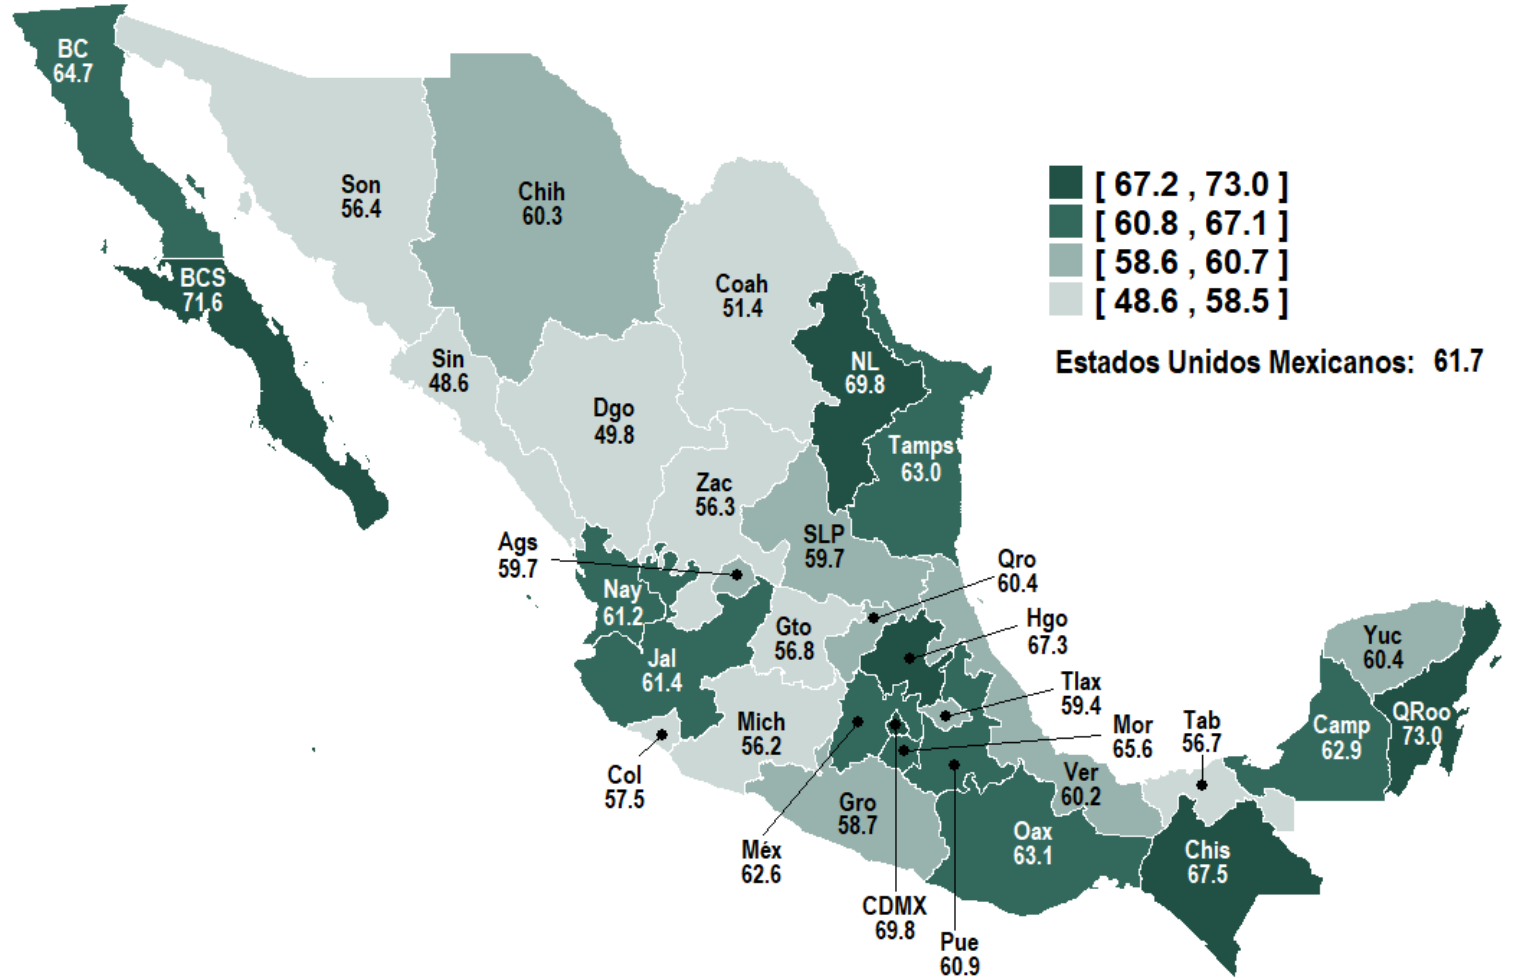 BC
64.7
Son
56.4
Chih
60.3
[ 67.2 , 73.0 ]
[ 60.8 , 67.1 ]
[ 58.6 , 60.7 ]
[ 48.6 , 58.5 ]
Estados Unidos Mexicanos: 61.7
BCS
71.6
Coah
51.4
Sin
48.6
NL
69.8
Dgo
49.8
Tamps
63.0
Zac
56.3
SLP
59.7
Ags
59.7
Qro
60.4
Nay
61.2
Gto
56.8
Hgo
67.3
Yuc
60.4
Jal
61.4
Tlax
59.4
Mich
56.2
Mor
65.6
Tab
56.7
Camp
62.9
QRoo
73.0
Col
57.5
Ver
60.2
Gro
58.7
Oax
63.1
Chis
67.5
Méx
62.6
CDMX
69.8
Pue
60.9